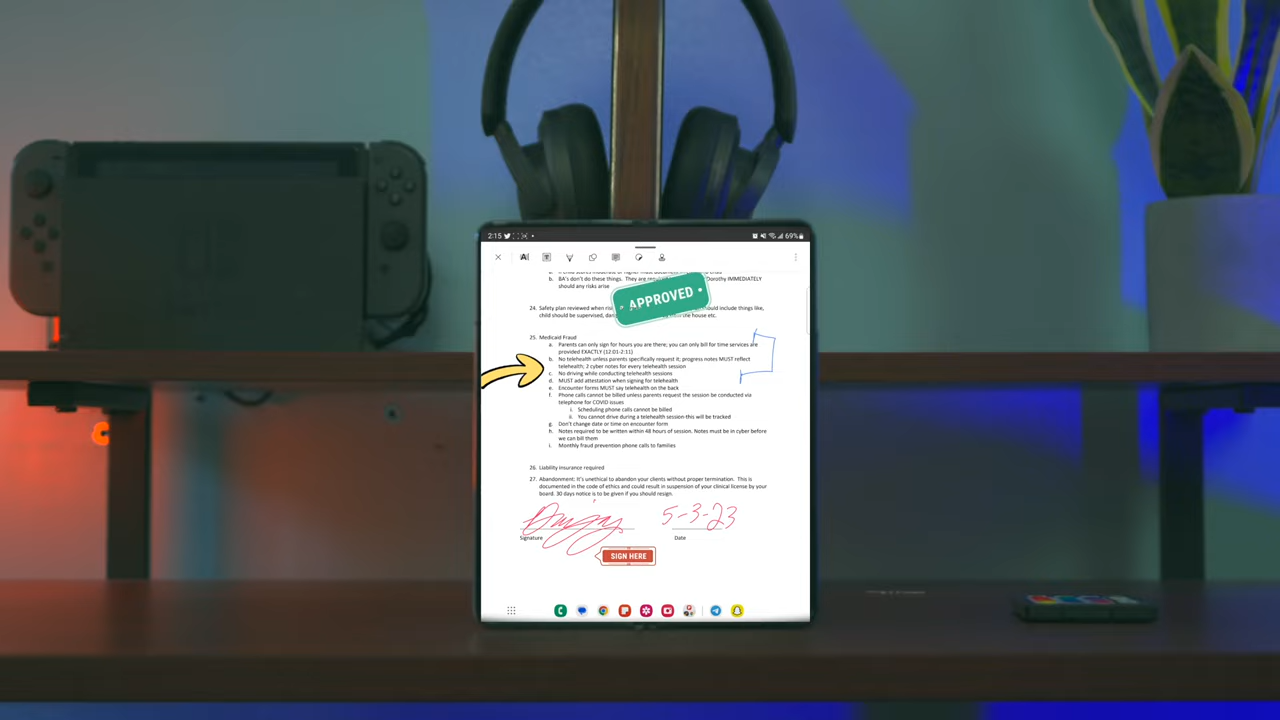 2:15
69%
b. BA's don't do these things. They are Dorothy IMMEDIATELY
should any risks arise
APPROVED
24. Safety plan reviewed when should include things like,
child should be supervised, the house etc.
25. Medicaid Fraud
a. Parents can only sign for hours you are there; you can only bill for time services are
provided EXACTLY (12:01-2:11)
b. No telehealth unless parents specifically request it; progress notes MUST reflect
telehealth; 2 cyber notes for every telehealth session
c. No driving while conducting telehealth sessions
d. MUST add attestation when signing for telehealth
e. Encounter forms MUST say telehealth on the back
f. Phone calls cannot be billed unless parents request the session be conducted via
telephone for COVID issues
i. Scheduling phone calls cannot be billed
ii. You cannot drive during a telehealth session-this will be tracked
g. Don't change date or time on encounter form
h. Notes required to be written within 48 hours of session. Notes must be in cyber before
we can bill them
i. Monthly fraud prevention phone calls to families
26. Liability insurance required
27. Abandonment: it's unethical to abandon your clients without proper termination. This is
documented in the code of ethics and could result in suspension of your clinical license by your
board. 30 days notice is to be given if you should resign.
5-3-23
Signature Date
SIGN HERE